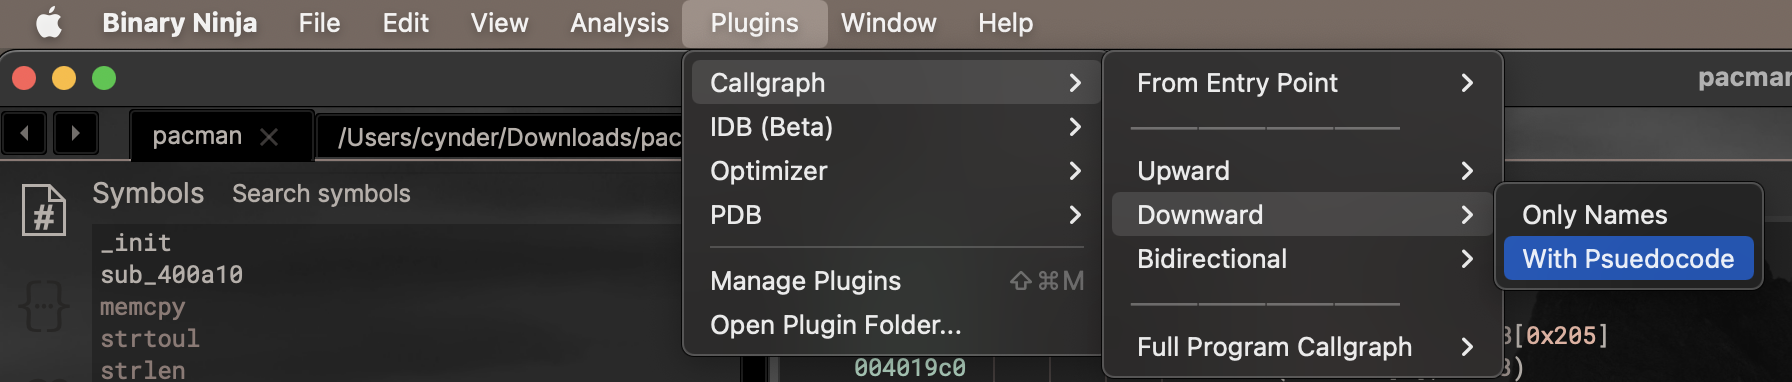 Binary Ninja File Edit View Analysis Plugins Window Help
pacman
pacman
/Users/cynder/Downloads/pac
Symbols Search symbols
_init
sub_400a10
memcpy
strtoul
strlen
Callgraph
IDB (Beta)
Optimizer
PDB
Manage Plugins ⇧⌘M
Open Plugin Folder...
From Entry Point
Upward
Downward
Bidirectional
Full Program Callgraph
Only Names
With Psuedocode
[0x205]
004019c0